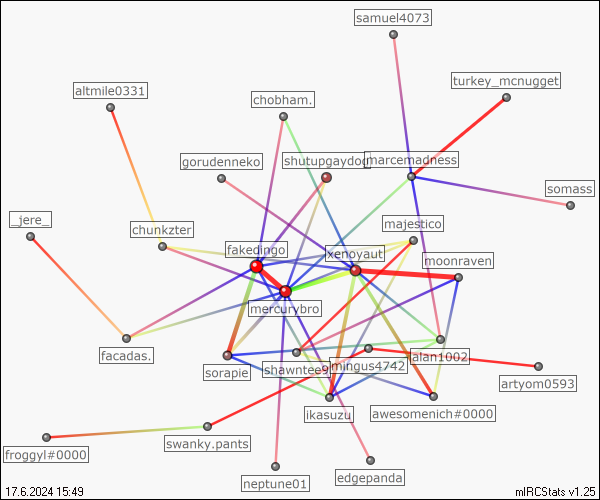 samuel4073
turkey_mcnugget
altmile0331
chobham.
gorudenneko
shutupgaydog
marcemadness
somass
_jere_
majestico
chunkzter
fakedingo
xenoyaut
moonraven
mercurybro
facadas.
sorapie
shawntee9
mingus4742
lalan1002
artyom0593
ikasuzu
awesomenich#0000
swanky.pants
froggyl#0000
neptune01
edgepanda
17.6.2024 15:49
mIRCStats v1.25